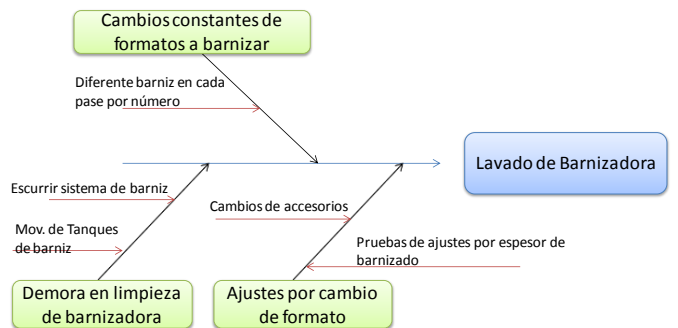 Cambios constantes de
formatos a barnizar
Diferente barniz en cada
pase por número
Lavado de Barnizadora
Escurrir sistema de barniz
Cambios de accesorios
Mov. de Tanques
de barniz
Pruebas de ajustes por espesor de
barnizado
Demora en limpieza
de barnizadora
Ajustes por cambio
de formato